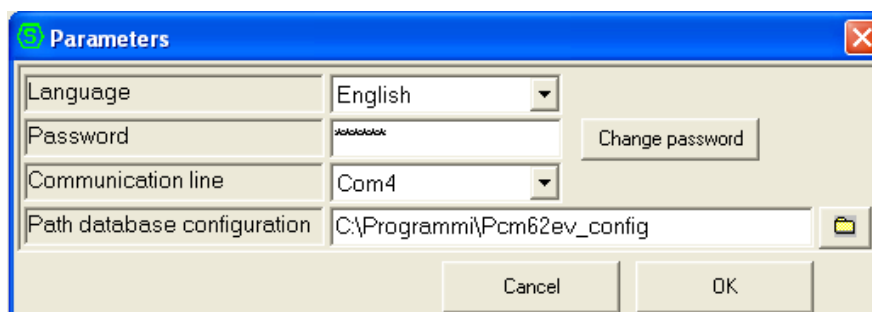 Parameters
Language English
Password ******* Change password
Communication line Com4
Path database configuration C:\Programmi\Pcm62ev_config
Cancel OK